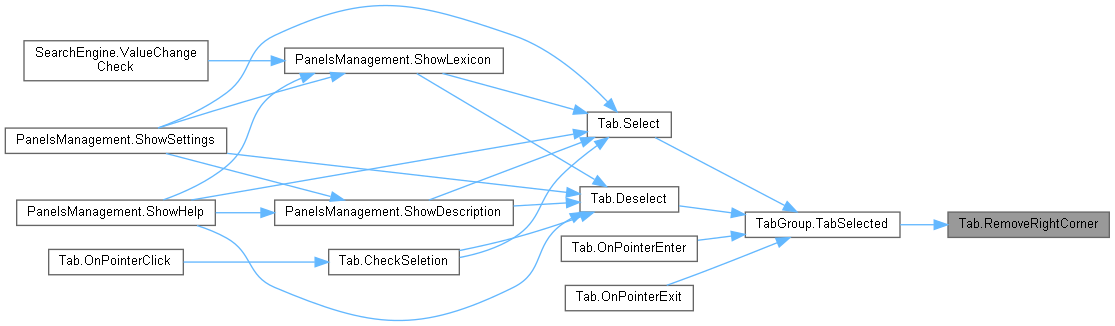 SearchEngine.ValueChange
Check
PanelsManagement.ShowLexicon
Tab.Select
PanelsManagement.ShowSettings
Tab.Deselect
PanelsManagement.ShowHelp
PanelsManagement.ShowDescription
TabGroup.TabSelected
Tab.RemoveRightCorner
Tab.OnPointerEnter
Tab.OnPointerClick
Tab.CheckSeletion
Tab.OnPointerExit